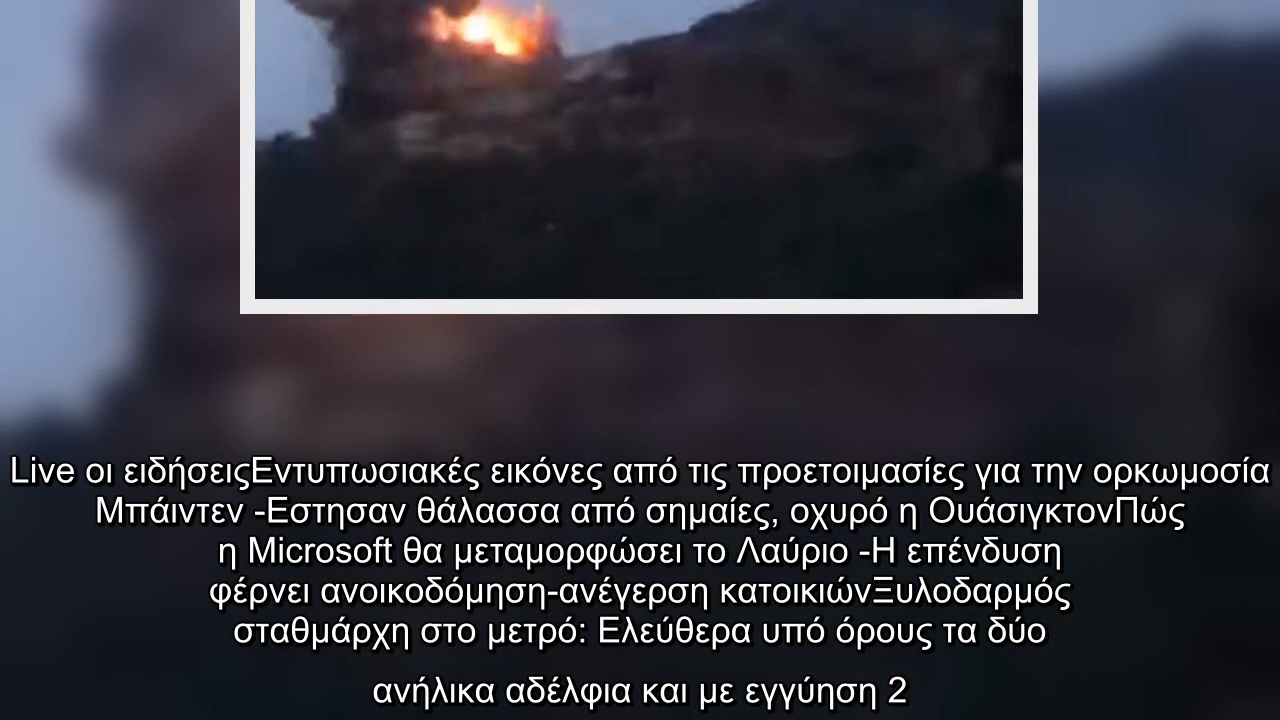 Live οι ειδήσειςΕντυπωσιακές εικόνες από τις προετοιμασίες για την ορκωμοσία
Μπάιντεν -Εστησαν θάλασσα από σημαίες, οχυρό η ΟυάσιγκτονΠώς
η Microsoft θα μεταμορφώσει το Λαύριο -Η επένδυση
φέρνει ανοικοδόμηση-ανέγερση κατοικιώνΞυλοδαρμός
σταθμάρχη στο μετρό: Ελεύθερα υπό όρους τα δύο
ανήλικα αδέλφια και με εγγύηση 2